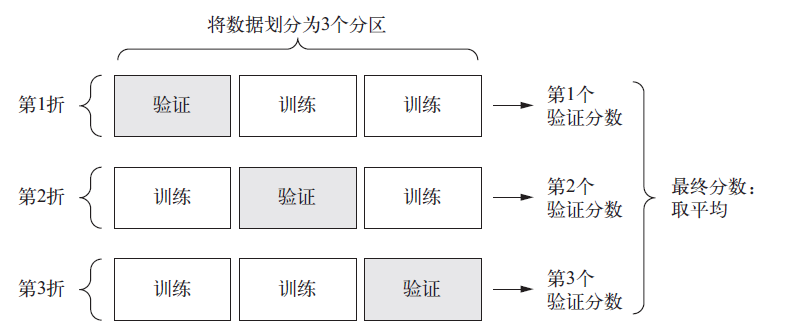 将数据划分为3个分区
第1折 验证 训练 训练 第1个
验证分数
第2折 训练 验证 训练 第2个
验证分数
最终分数：
取平均
第3折 训练 训练 验证 第3个
验证分数